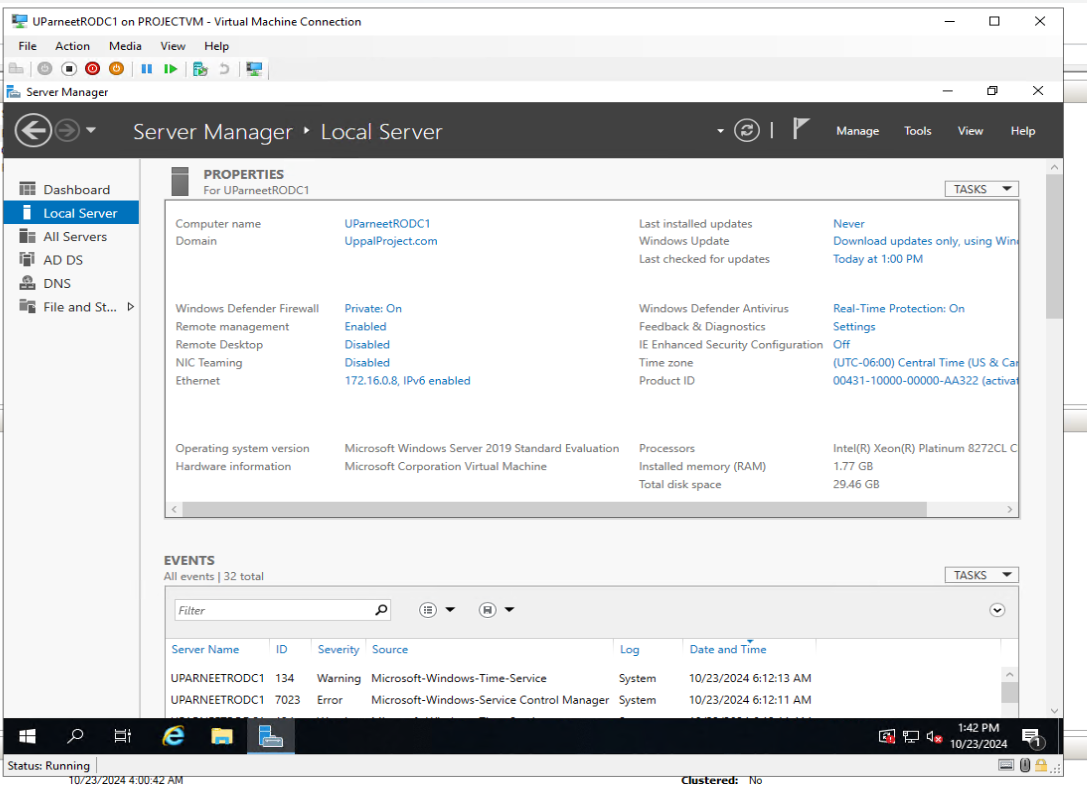 UParneetRODC1 on PROJECTVM - Virtual Machine Connection
File Action Media View Help
Server Manager
Server Manager ‣ Local Server
Manage Tools View Help
Dashboard
Local Server
All Servers
AD DS
DNS
File and St...
PROPERTIES
For UParneetRODC1
TASKS
Computer name UParneetRODC1 Last installed updates Never
Domain UppalProject.com Windows Update Download updates only, using Win
Last checked for updates Today at 1:00 PM
Windows Defender Firewall Private: On Windows Defender Antivirus Real-Time Protection: On
Remote management Enabled Feedback & Diagnostics Settings
Remote Desktop Disabled IE Enhanced Security Configuration Off
NIC Teaming Disabled Time zone (UTC-06:00) Central Time (US & Ca
Ethernet 172.16.0.8, IPv6 enabled Product ID 00431-10000-00000-AA322 (activat
Operating system version Microsoft Windows Server 2019 Standard Evaluation Processors Intel(R) Xeon(R) Platinum 8272CL C
Hardware information Microsoft Corporation Virtual Machine Installed memory (RAM) 1.77 GB
Total disk space 29.46 GB
EVENTS
All events | 32 total
TASKS
Filter
Server Name ID Severity Source Log Date and Time
UPARNEETRODC1 134 Warning Microsoft-Windows-Time-Service System 10/23/2024 6:12:13 AM
UPARNEETRODC1 7023 Error Microsoft-Windows-Service Control Manager System 10/23/2024 6:12:11 AM
1:42 PM
10/23/2024
1
Status: Running
10/23/2024 4:00:42 AM Clustered: No